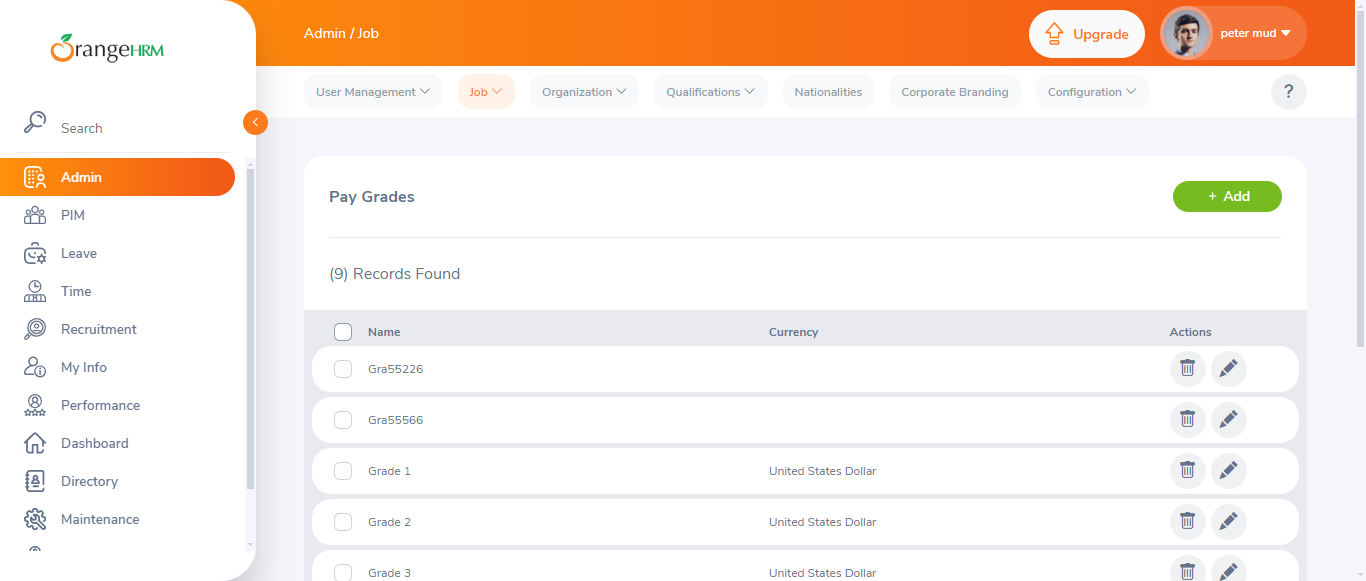 OrangeHRM
Admin / Job
Upgrade
peter mud
User Management
Job
Organization
Qualifications
Nationalities
Corporate Branding
Configuration
?
Search
Admin
PIM
Leave
Time
Recruitment
My Info
Performance
Dashboard
Directory
Maintenance
Pay Grades
+ Add
(9) Records Found
Name Currency Actions
Gra55226
Gra55566
Grade 1 United States Dollar
Grade 2 United States Dollar
Grade 3 United States Dollar